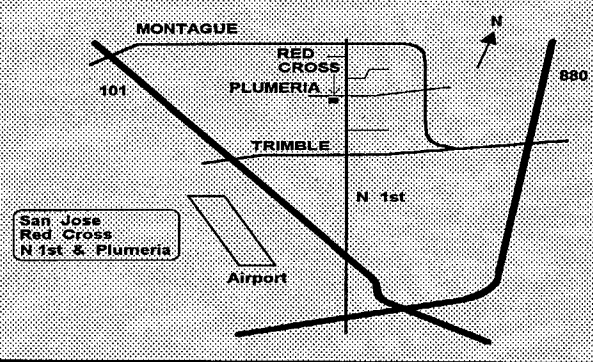 MONTAGUE
N
RED
CROSS
880
101
PLUMERIA
TRIMBLE
N 1st
San Jose
Red Cross
N 1st & Plumeria
Airport